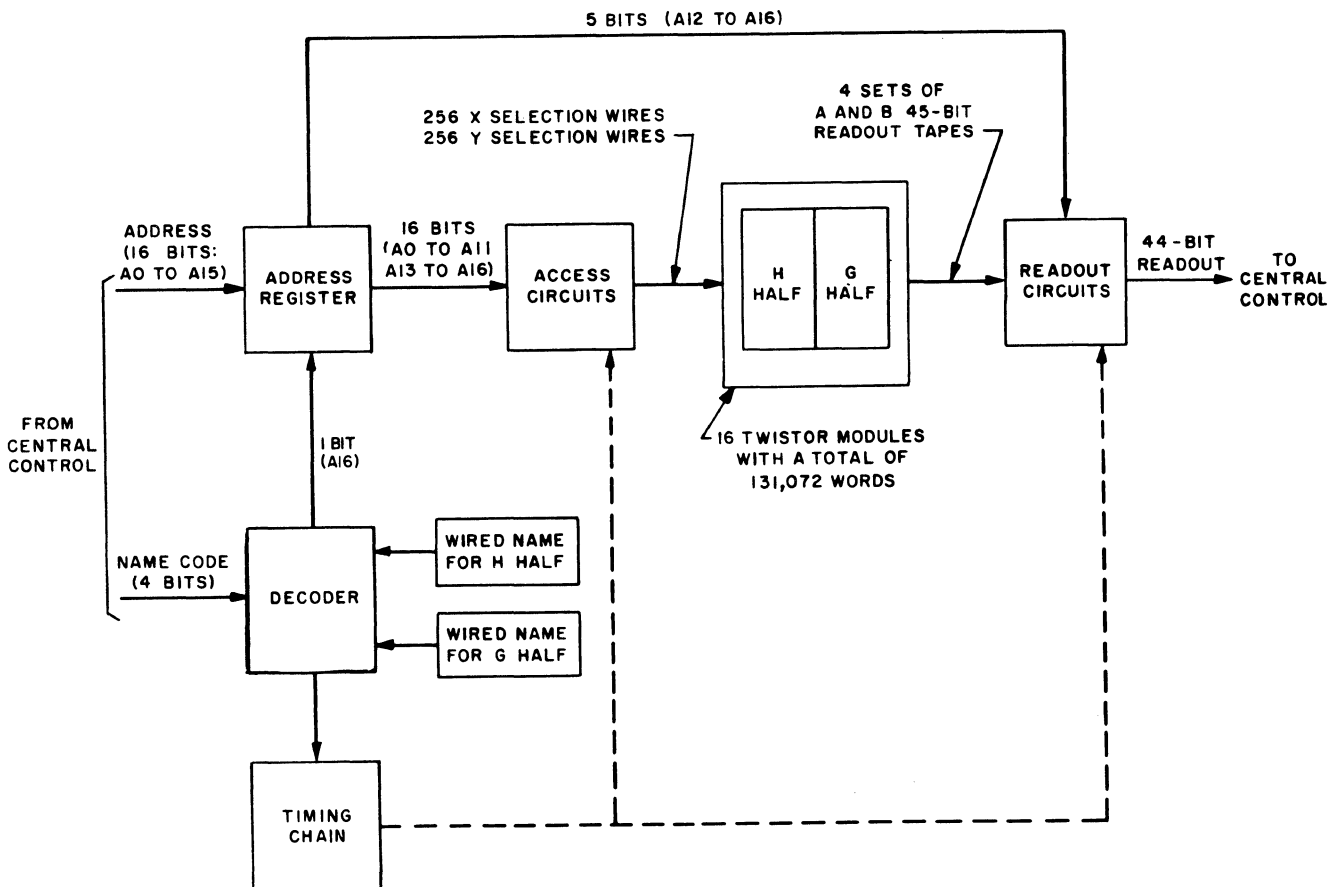 5 BITS (A12 TO A16)
256 X SELECTION WIRES
256 Y SELECTION WIRES
4 SETS OF
A AND B 45-BIT
READOUT TAPES
ADDRESS
(16 BITS:
A0 TO A15)
ADDRESS
REGISTER
16 BITS
(A0 TO A11
A13 TO A16)
ACCESS
CIRCUITS
H
HALF
G
HALF
READOUT
CIRCUITS
44-BIT
READOUT
TO
CENTRAL
CONTROL
FROM
CENTRAL
CONTROL
1 BIT
(A16)
16 TWISTOR MODULES
WITH A TOTAL OF
131,072 WORDS
NAME CODE
(4 BITS)
DECODER
WIRED NAME
FOR H HALF
WIRED NAME
FOR G HALF
TIMING
CHAIN